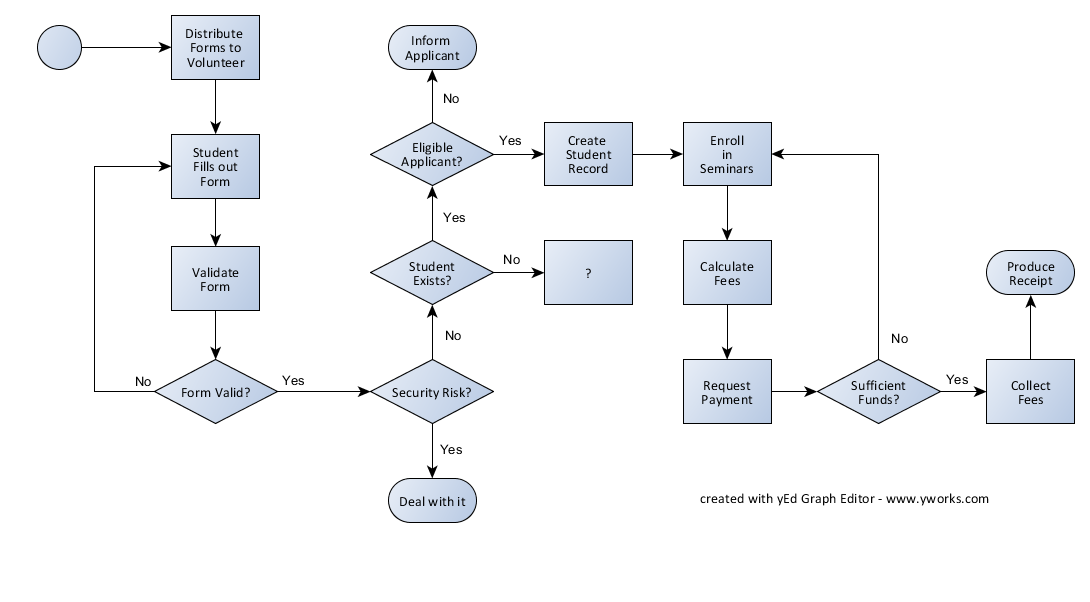 Distribute
Forms to
Volunteer
Student
Fills out
Form
Validate
Form
Form Valid?
No
Yes
Security Risk?
Yes
Deal with it
No
Student
Exists?
No
?
Yes
Eligible
Applicant?
No
Inform
Applicant
Yes
Create
Student
Record
Enroll
in
Seminars
Calculate
Fees
Request
Payment
Sufficient
Funds?
No
Yes
Collect
Fees
Produce
Receipt
created with yEd Graph Editor - www.yworks.com